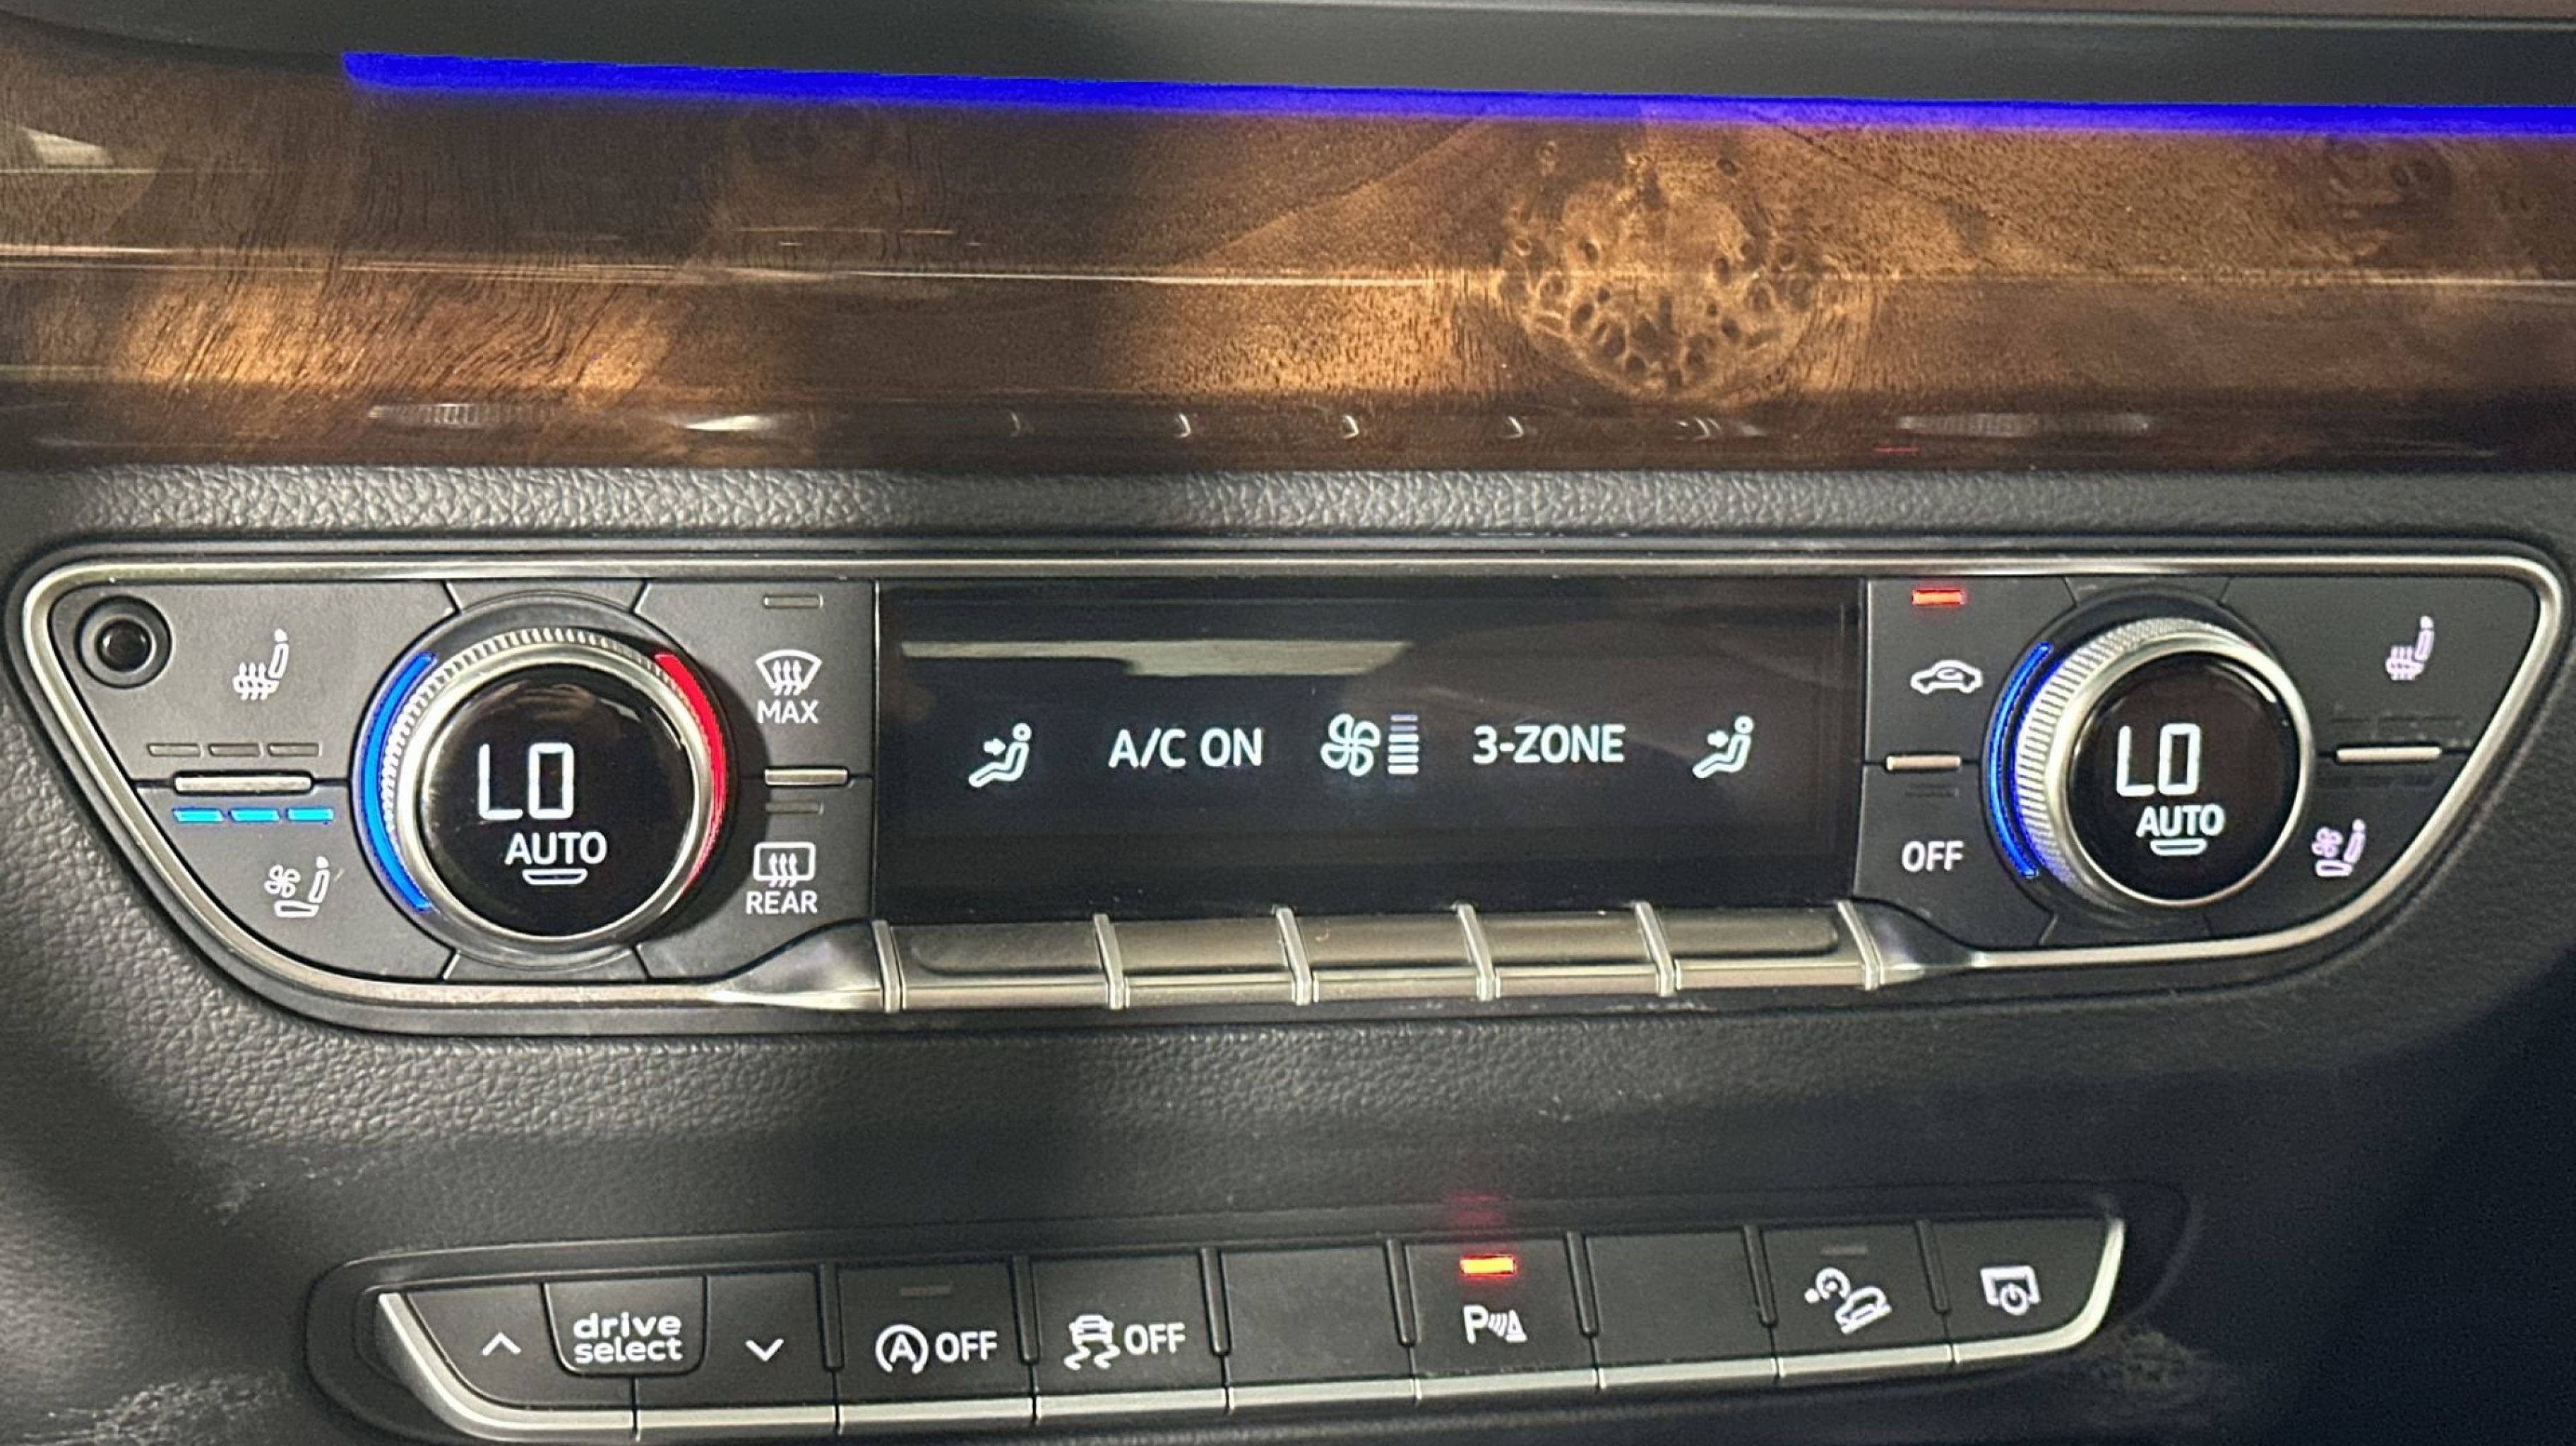 MAX
LO
AUTO
REAR
A/C ON
3-ZONE
OFF
LO
AUTO
drive
select
A OFF
OFF
P